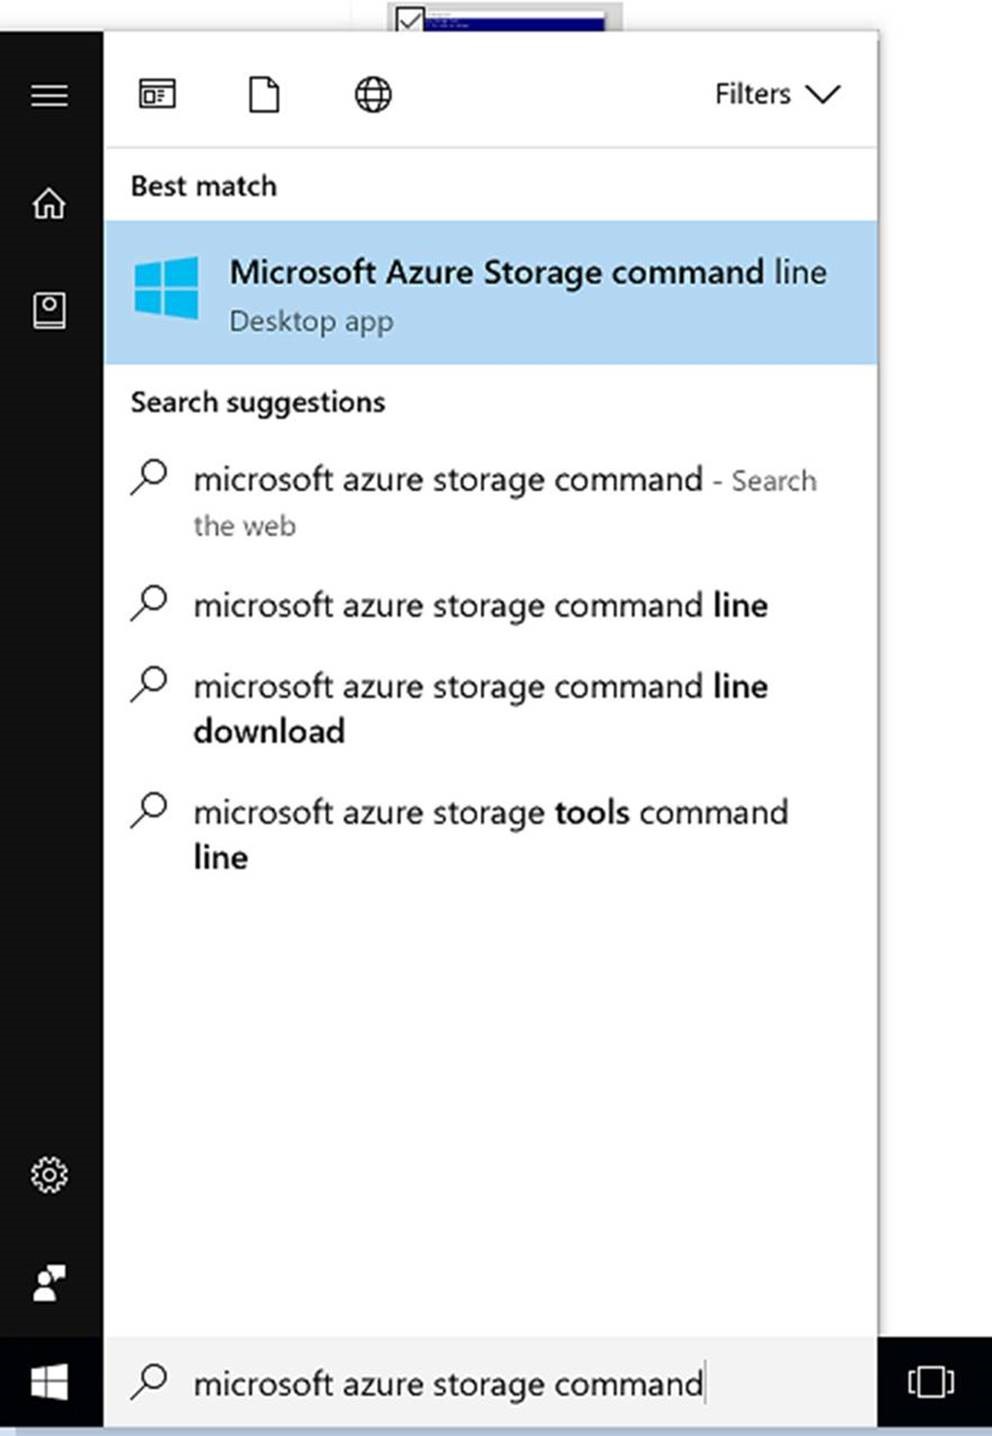 Filters
Best match
Microsoft Azure Storage command line
Desktop app
Search suggestions
microsoft azure storage command - Search
the web
microsoft azure storage command line
microsoft azure storage command line
download
microsoft azure storage tools command
line
microsoft azure storage command